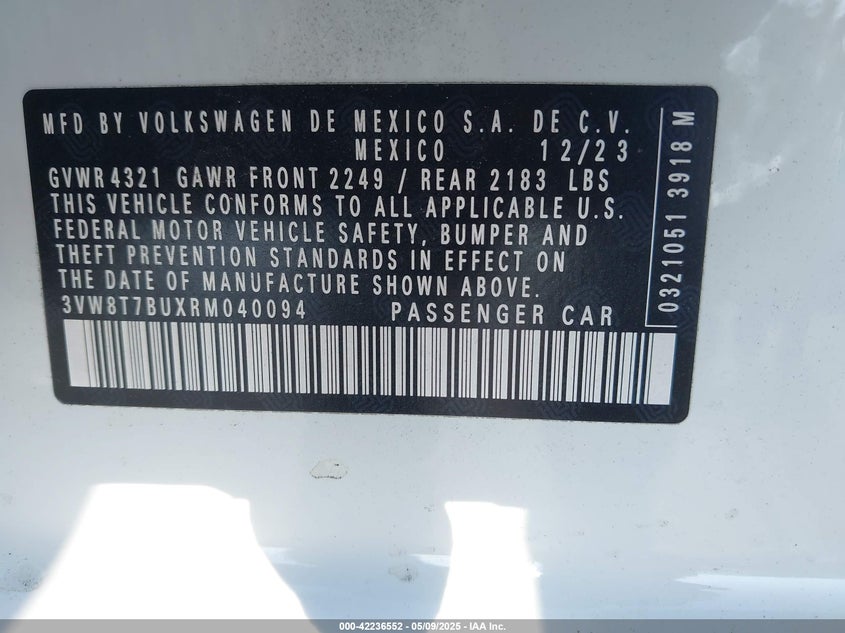 MFD BY VOLKSWAGEN DE MEXICO S.A. DE C.V.
MEXICO 12/23
GVWR 4321 GAWR FRONT 2249 / REAR 2183 LBS
THIS VEHICLE CONFORMS TO ALL APPLICABLE U.S.
FEDERAL MOTOR VEHICLE SAFETY, BUMPER AND
THEFT PREVENTION STANDARDS IN EFFECT ON
THE DATE OF MANUFACTURE SHOWN ABOVE.
3VW8T7BUXRM040094 PASSENGER CAR
0321051 3918 M
000-42236552 - 05/09/2025 - IAA Inc.